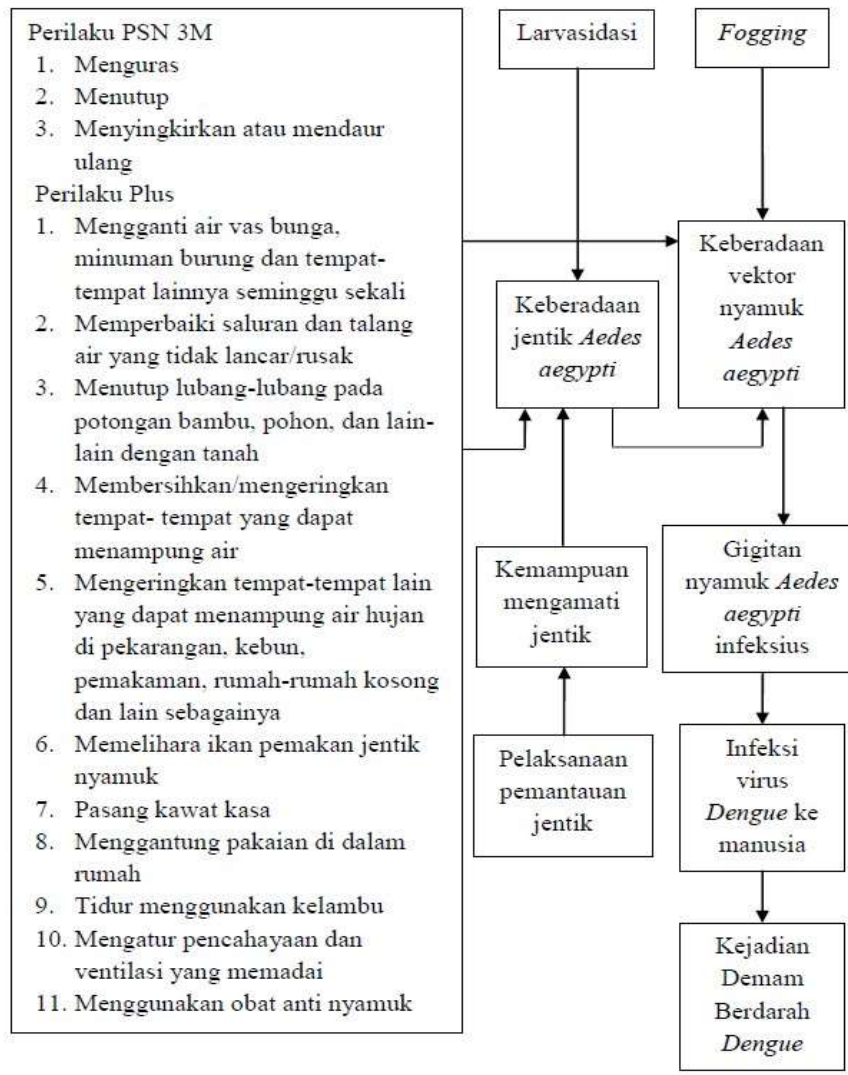 Perilaku PSN 3M
1. Menguras
2. Menutup
3. Menyingkirkan atau mendaur
ulang
Perilaku Plus
1. Mengganti air vas bunga,
minuman burung dan tempat-
tempat lainnya seminggu sekali
2. Memperbaiki saluran dan talang
air yang tidak lancar/rusak
3. Menutup lubang-lubang pada
potongan bambu, pohon, dan lain-
lain dengan tanah
4. Membersihkan/mengeringkan
tempat- tempat yang dapat
menampung air
5. Mengeringkan tempat-tempat lain
yang dapat menampung air hujan
di pekarangan, kebun,
pemakaman, rumah-rumah kosong
dan lain sebagainya
6. Memelihara ikan pemakan jentik
nyamuk
7. Pasang kawat kasa
8. Menggantung pakaian di dalam
rumah
9. Tidur menggunakan kelambu
10. Mengatur pencahayaan dan
ventilasi yang memadai
11. Menggunakan obat anti nyamuk
Larvasidasi
Fogging
Keberadaan
jentik Aedes
aegypti
Keberadaan
vektor
nyamuk
Aedes
aegypti
Kemampuan
mengamati
jentik
Pelaksanaan
pemantauan
jentik
Gigitan
nyamuk Aedes
aegypti
infeksius
Infeksi
virus
Dengue ke
manusia
Kejadian
Demam
Berdarah
Dengue